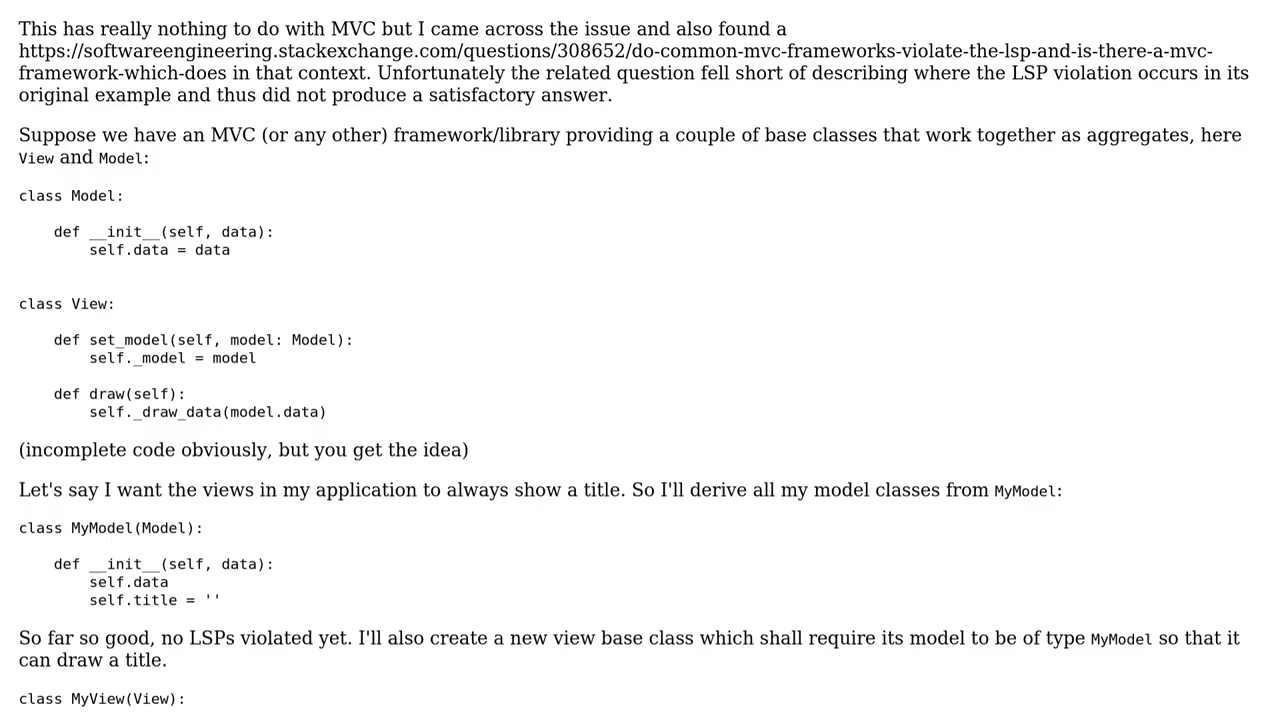 This has really nothing to do with MVC but I came across the issue and also found a
https://softwareengineering.stackexchange.com/questions/308652/do-common-mvc-frameworks-violate-the-lsp-and-is-there-a-mvc-
framework-which-does in that context. Unfortunately the related question fell short of describing where the LSP violation occurs in its
original example and thus did not produce a satisfactory answer.
Suppose we have an MVC (or any other) framework/library providing a couple of base classes that work together as aggregates, here
View and Model:
class Model:
    def __init__(self, data):
        self.data = data
class View:
    def set_model(self, model: Model):
        self._model = model
    def draw(self):
        self._draw_data(model.data)
(incomplete code obviously, but you get the idea)
Let's say I want the views in my application to always show a title. So I'll derive all my model classes from MyModel:
class MyModel(Model):
    def __init__(self, data):
        self.data
        self.title = ''
So far so good, no LSPs violated yet. I'll also create a new view base class which shall require its model to be of type MyModel so that it
can draw a title.
class MyView(View):